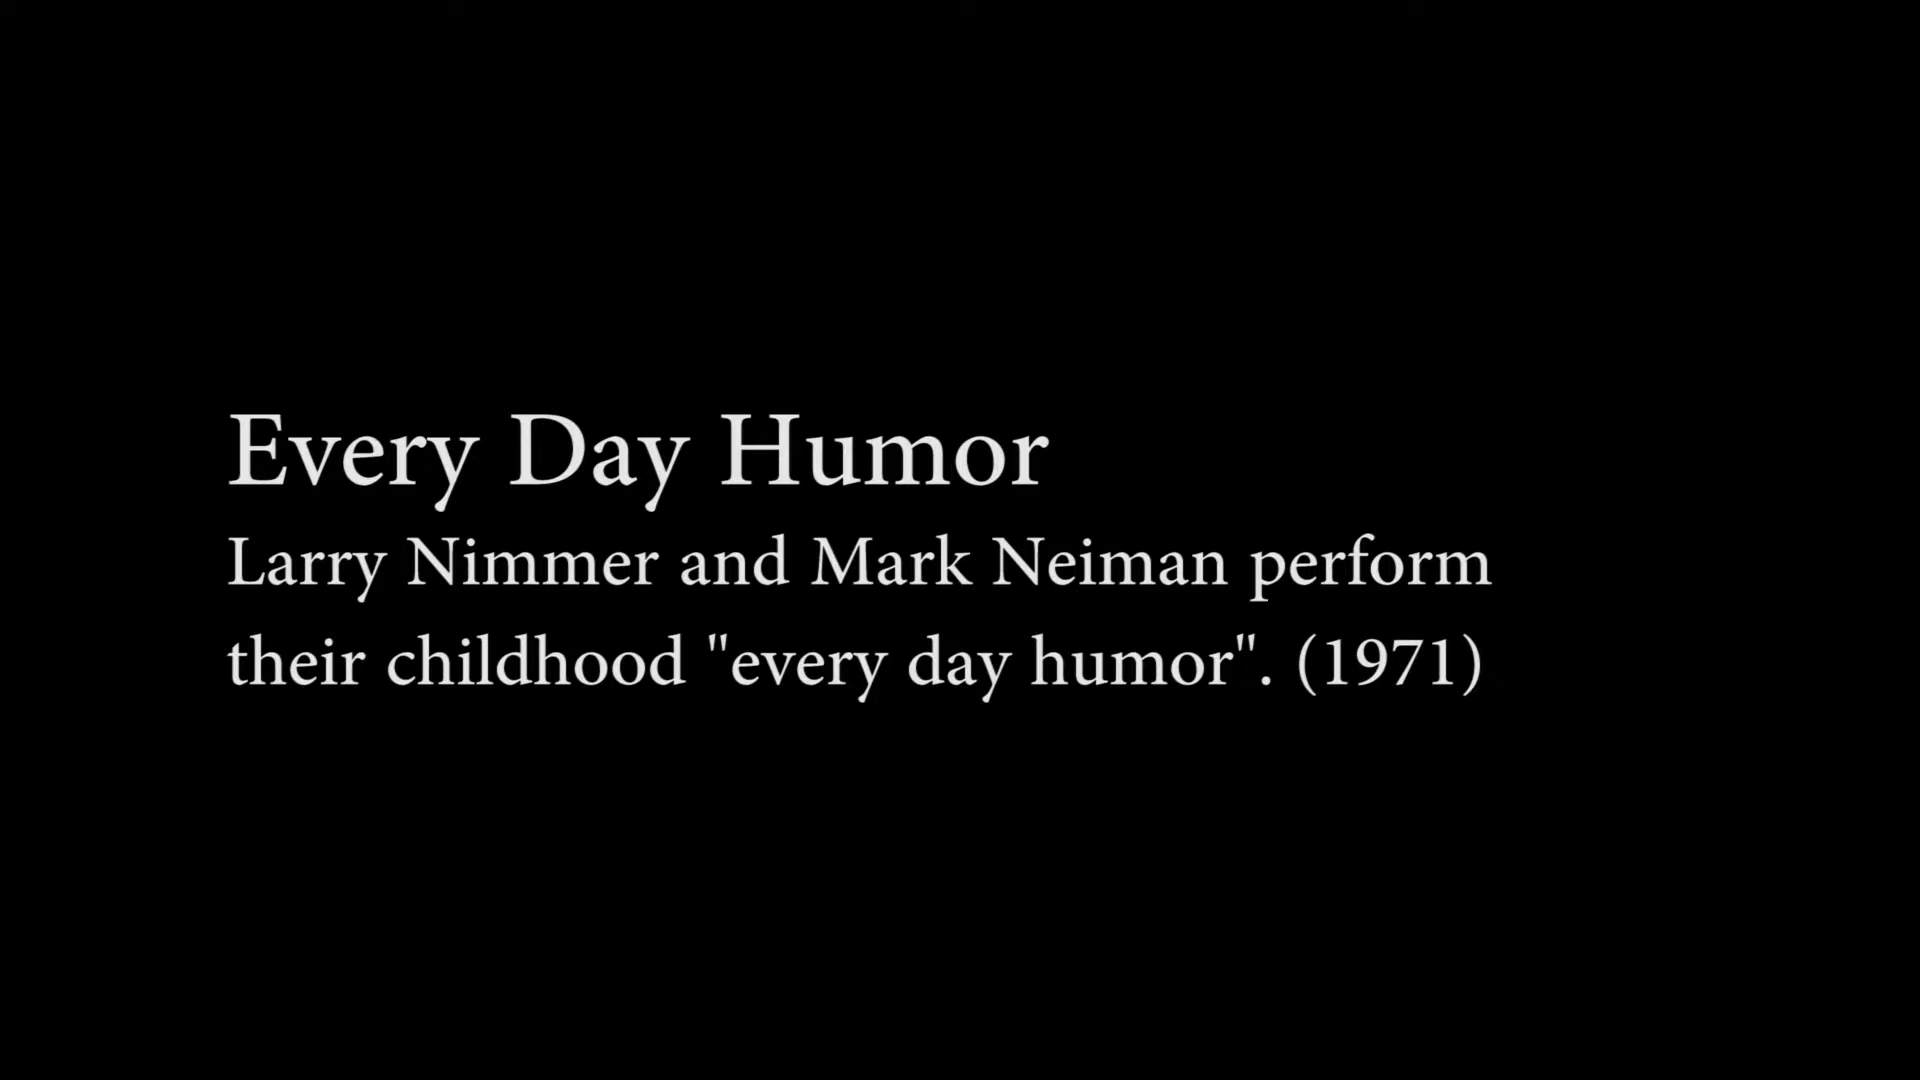 Every Day Humor
Larry Nimmer and Mark Neiman perform
their childhood "every day humor". (1971)